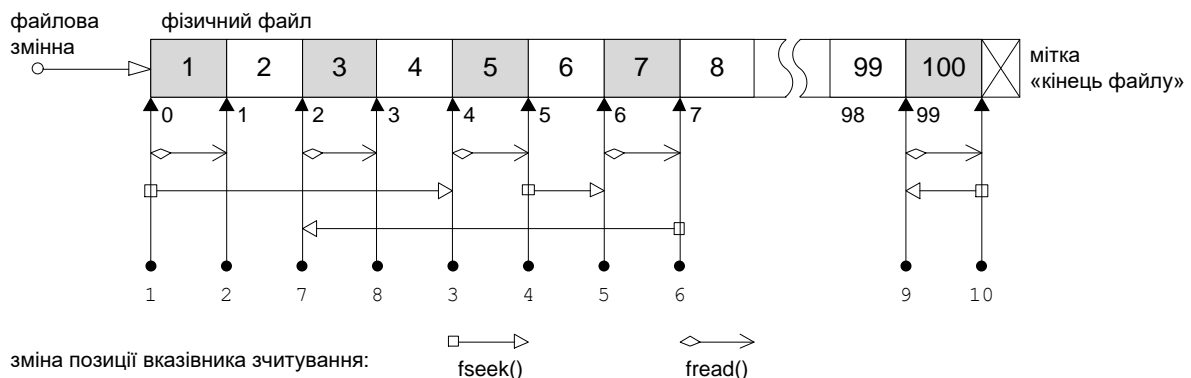 файлова
змінна
фізичний файл
1 2 3 4 5 6 7 8 99 100
мітка
«кінець файлу»
0 1 2 3 4 5 6 7 98 99
1 2 7 8 3 4 5 6 9 10
зміна позиції вказівника зчитування:
fseek() fread()